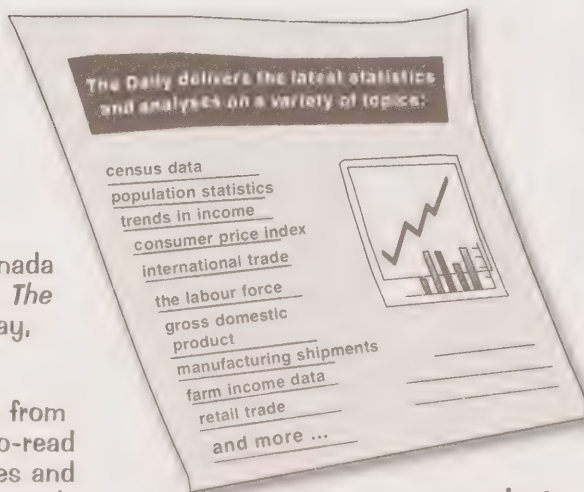 The Daily delivers the latest statistics
and analyses on a variety of topics:
census data
population statistics
trends in income
consumer price index
international trade
the labour force
gross domestic
product
manufacturing shipments
farm income data
retail trade
and more ...
nada
The
ay,
from
o-read
es and